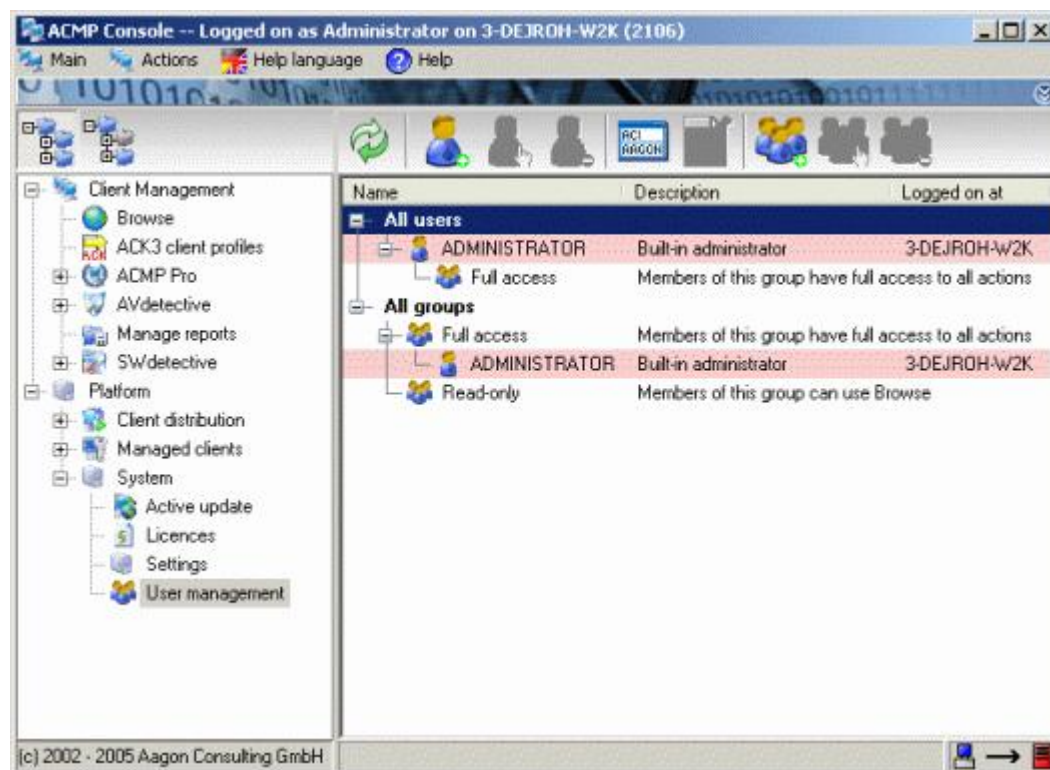 ACMP Console -- Logged on as Administrator on 3-DEJROH-W2K (2106)
Main Actions Help language Help
ACK3 client profiles
Client Management
Browse
ACMP Pro
AVdetective
Manage reports
SWdetective
Platform
Client distribution
Managed clients
System
Active update
Licences
Settings
User management
Name Description Logged on at
All users
ADMINISTRATOR Built-in administrator 3-DEJROH-W2K
Full access Members of this group have full access to all actions
All groups
Full access Members of this group have full access to all actions
ADMINISTRATOR Built-in administrator 3-DEJROH-W2K
Read-only Members of this group can use Browse
(c) 2002 - 2005 Aagon Consulting GmbH